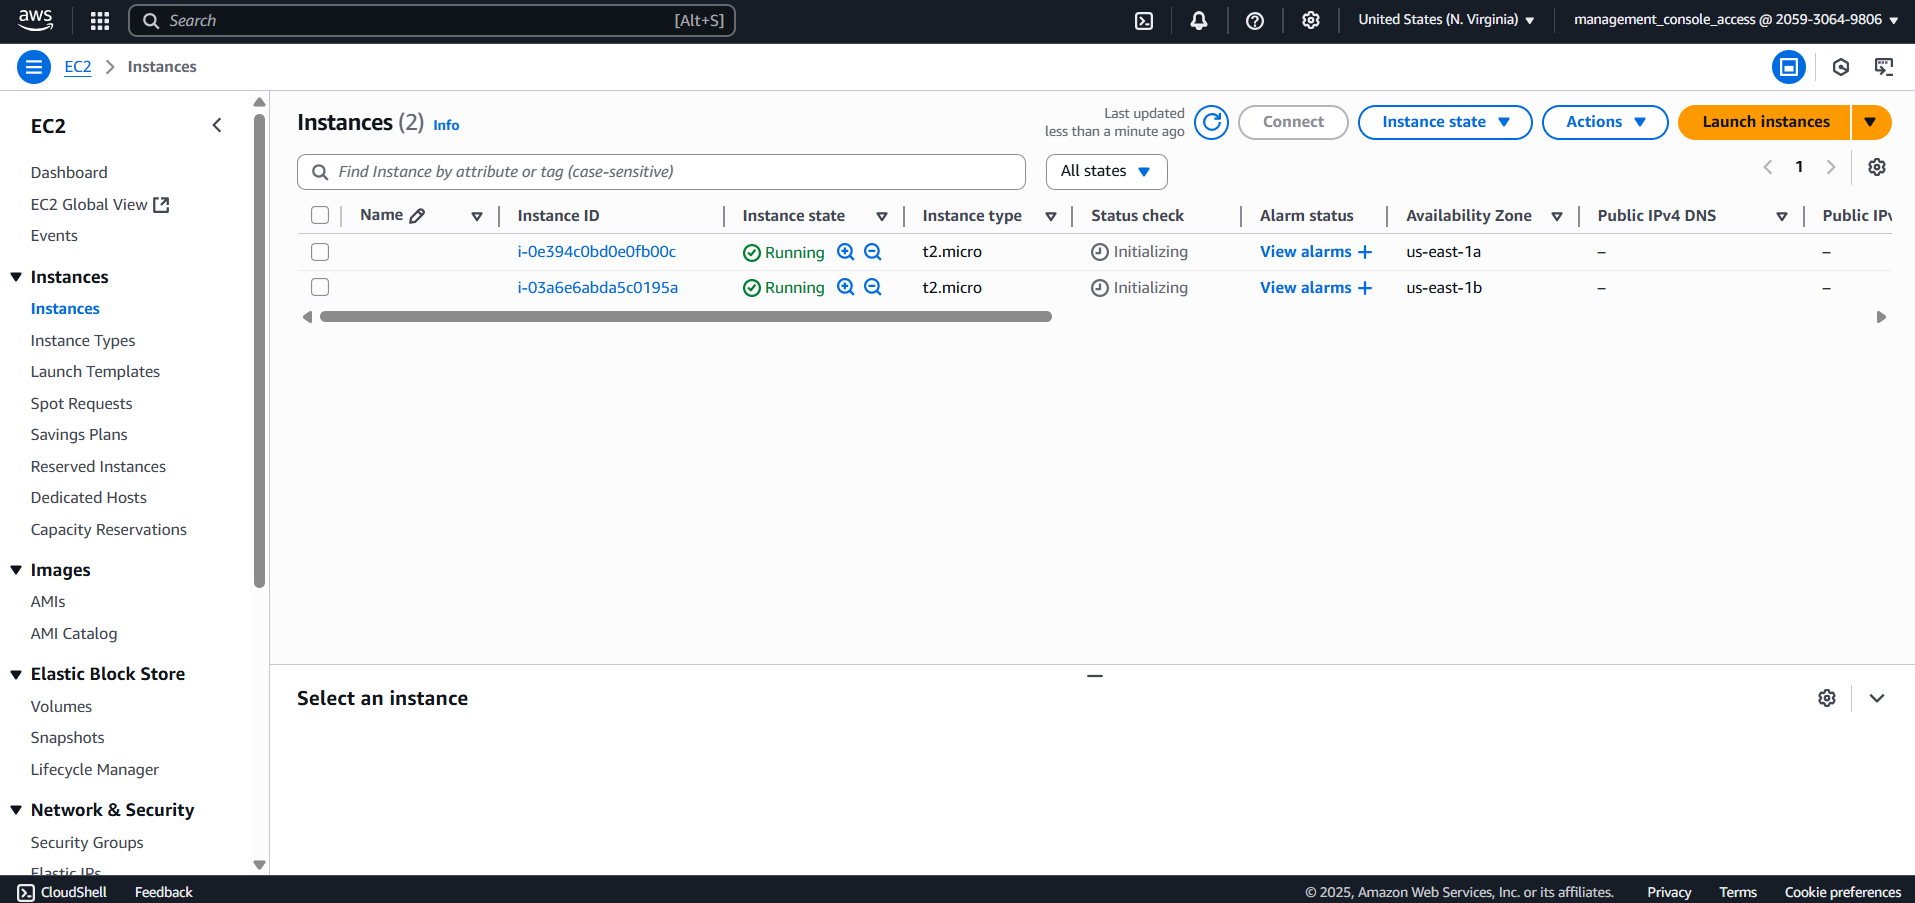 aws
Search [Alt+S]
United States (N. Virginia)
management_console_access @ 2059-3064-9806
EC2 Instances
EC2
Dashboard
EC2 Global View
Events
Instances
Instances
Instance Types
Launch Templates
Spot Requests
Savings Plans
Reserved Instances
Dedicated Hosts
Capacity Reservations
Images
AMIs
AMI Catalog
Elastic Block Store
Volumes
Snapshots
Lifecycle Manager
Network & Security
Security Groups
Elastic IPs
Instances (2) Info
Last updated
less than a minute ago
Connect
Instance state
Actions
Launch instances
Find Instance by attribute or tag (case-sensitive)
All states
1
Name Instance ID Instance state Instance type Status check Alarm status Availability Zone Public IPv4 DNS Public IPv
i-0e394c0bd0e0fb00c Running t2.micro Initializing View alarms + us-east-1a – –
i-03a6e6abda5c0195a Running t2.micro Initializing View alarms + us-east-1b – –
Select an instance
CloudShell Feedback © 2025, Amazon Web Services, Inc. or its affiliates. Privacy Terms Cookie preferences